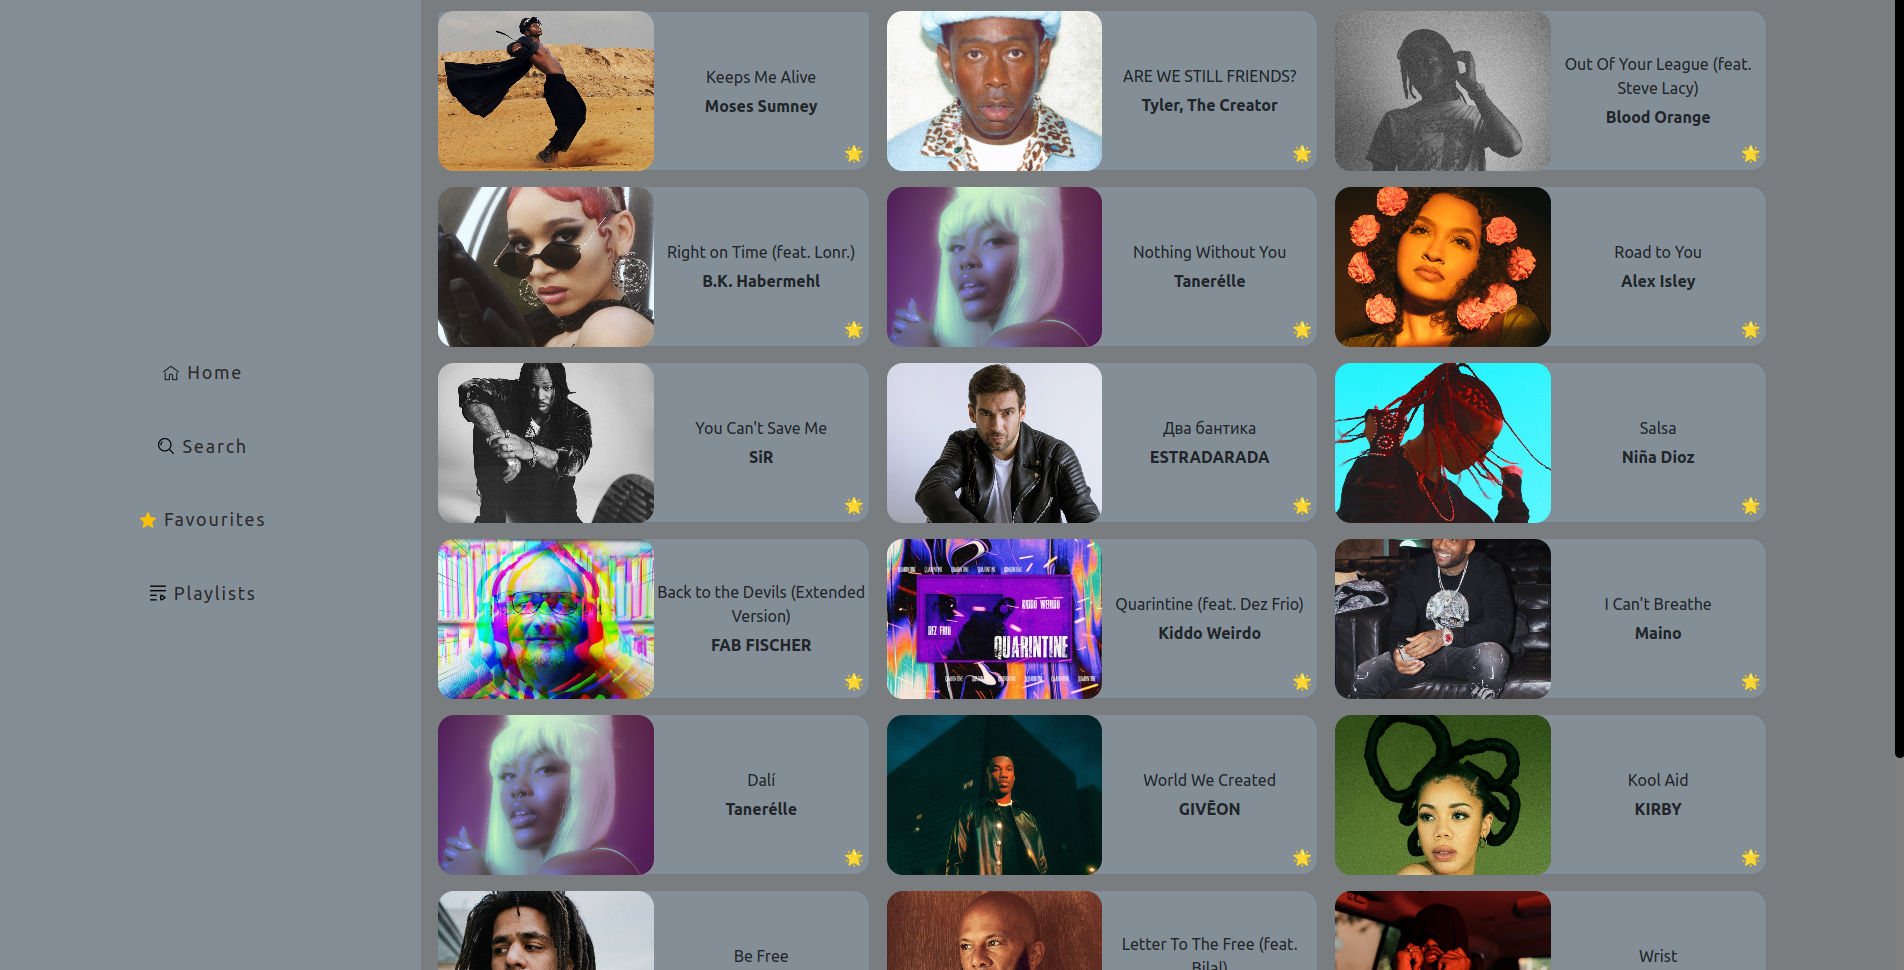 Home
Search
Favourites
Playlists
Keeps Me Alive
Moses Sumney
ARE WE STILL FRIENDS?
Tyler, The Creator
Out Of Your League (feat.
Steve Lacy)
Blood Orange
Right on Time (feat. Lonr.)
B.K. Habermehl
Nothing Without You
Tanerélle
Road to You
Alex Isley
You Can't Save Me
SiR
Два бантика
ESTRADARADA
Salsa
Niña Dioz
Back to the Devils (Extended
Version)
FAB FISCHER
KIDDO WEIRDO
DEZ FRIO
QUARINTINE
Quarintine (feat. Dez Frio)
Kiddo Weirdo
I Can't Breathe
Maino
Dalí
Tanerélle
World We Created
GIVĒON
Kool Aid
KIRBY
Be Free
Letter To The Free (feat.
Bilal)
Wrist